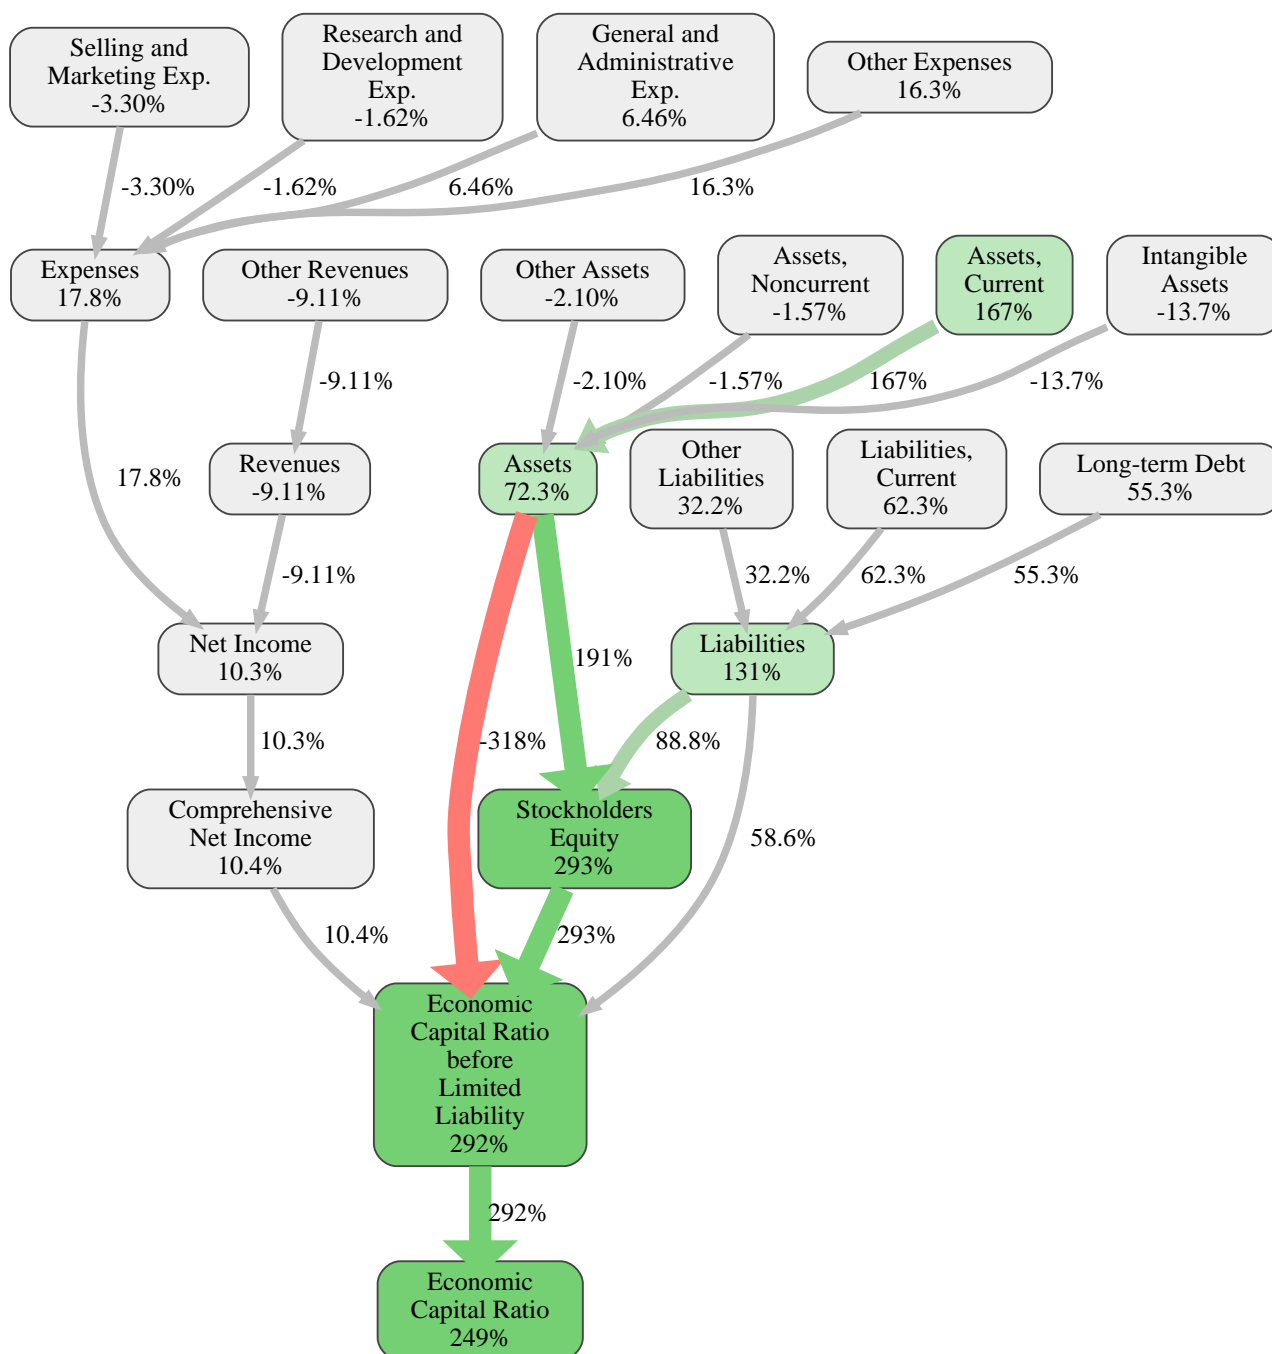 Selling and
Marketing Exp.
-3.30%
Research and
Development
Exp.
-1.62%
General and
Administrative
Exp.
6.46%
Other Expenses
16.3%
-3.30%
-1.62%
6.46%
16.3%
Expenses
17.8%
Other Revenues
-9.11%
Other Assets
-2.10%
Assets,
Noncurrent
-1.57%
Assets,
Current
167%
Intangible
Assets
-13.7%
-9.11%
-2.10%
-1.57%
167%
-13.7%
17.8%
Revenues
-9.11%
Assets
72.3%
Other
Liabilities
32.2%
Liabilities,
Current
62.3%
Long-term Debt
55.3%
-9.11%
32.2%
62.3%
55.3%
Net Income
10.3%
191%
Liabilities
131%
10.3%
-318%
88.8%
Comprehensive
Net Income
10.4%
Stockholders
Equity
293%
58.6%
10.4%
293%
Economic
Capital Ratio
before
Limited
Liability
292%
292%
Economic
Capital Ratio
249%